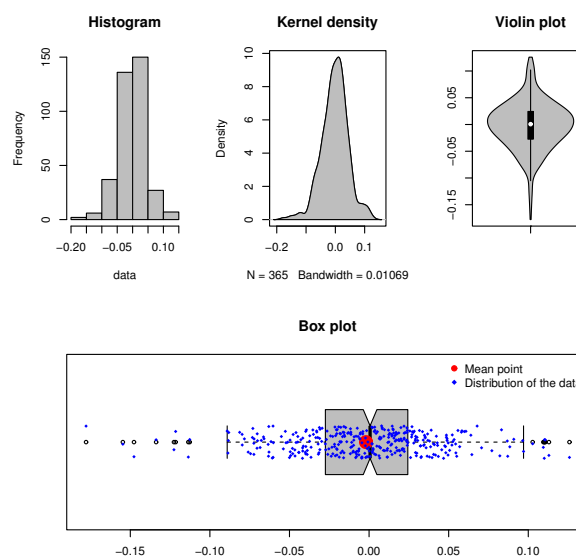 Histogram
Kernel density
Violin plot
Frequency
0
50
100
150
−0.20
−0.05
0.10
data
Density
0
2
4
6
8
10
−0.2
0.0
0.1
N = 365 Bandwidth = 0.01069
−0.15
−0.05
0.05
Box plot
Mean point
Distribution of the data
−0.15
−0.10
−0.05
0.00
0.05
0.10